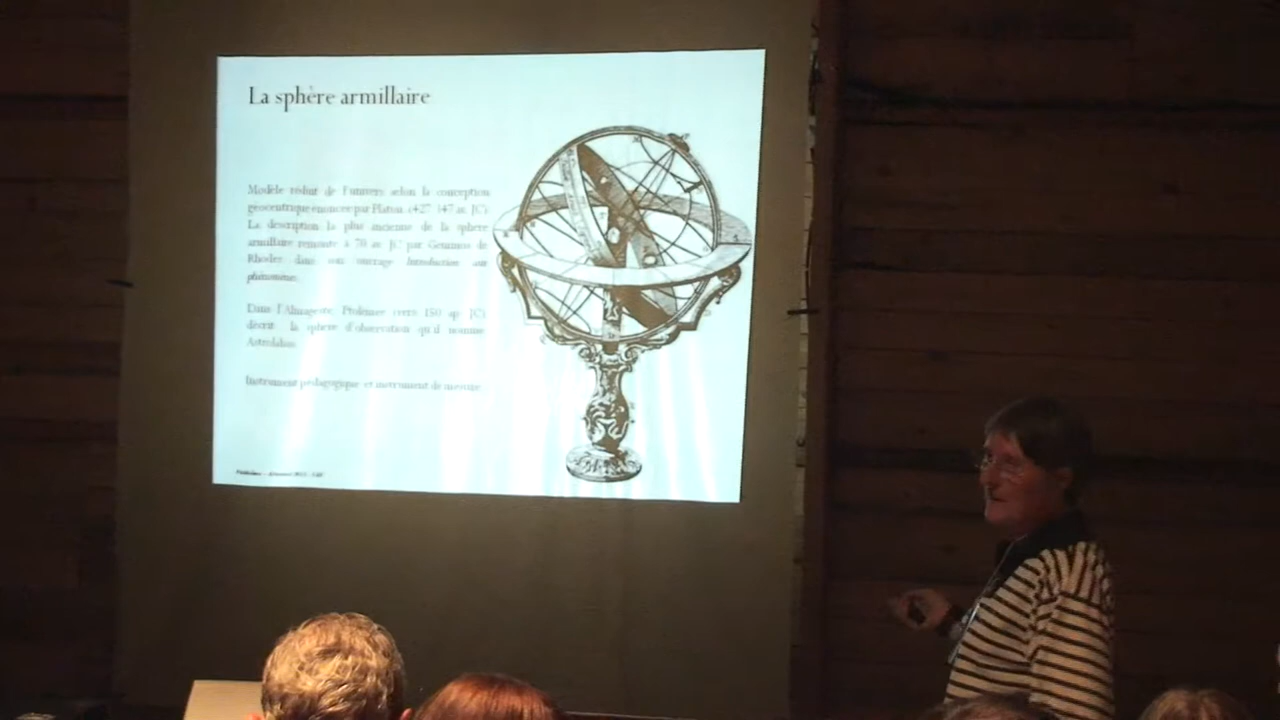 La sphère armillaire
Modèle réduit de l'univers selon la conception
géocentrique énoncée par Platon (427 347 av. JC).
La description la plus ancienne de la sphère
armillaire remonte à 70 av. JC par Geminus de
Rhodes dans son ouvrage Introduction aux
phénomènes.
Dans l'Almageste, Ptolémée (vers 150 ap. JC)
décrit la sphère d'observation qu'il nomme
Astrolabon.
Instrument pédagogique et instrument de mesure.